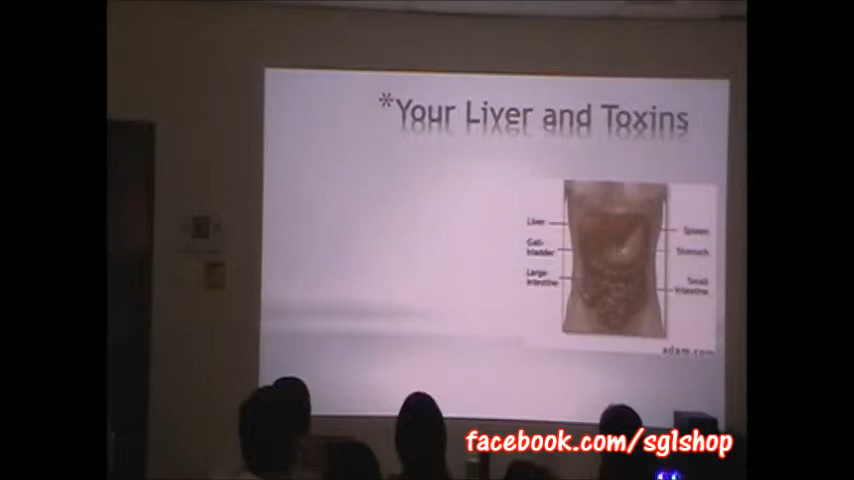 *Your Liver and Toxins
Liver
Gall-
bladder
Large
Intestine
Spleen
Stomach
Small
Intestine
adam.com
facebook.com/sglshop